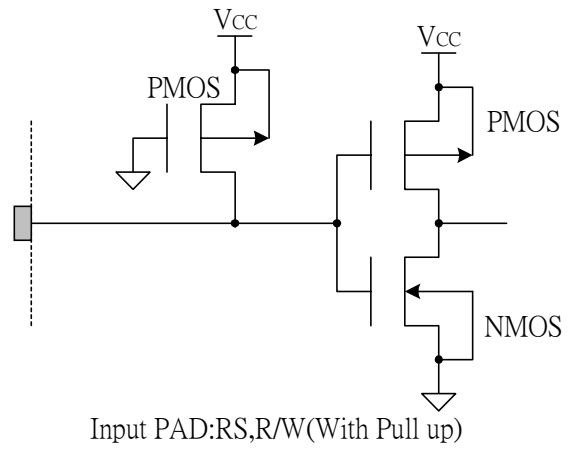 Vcc
PMOS
Vcc
PMOS
NMOS
Input PAD:RS,R/W(With Pull up)